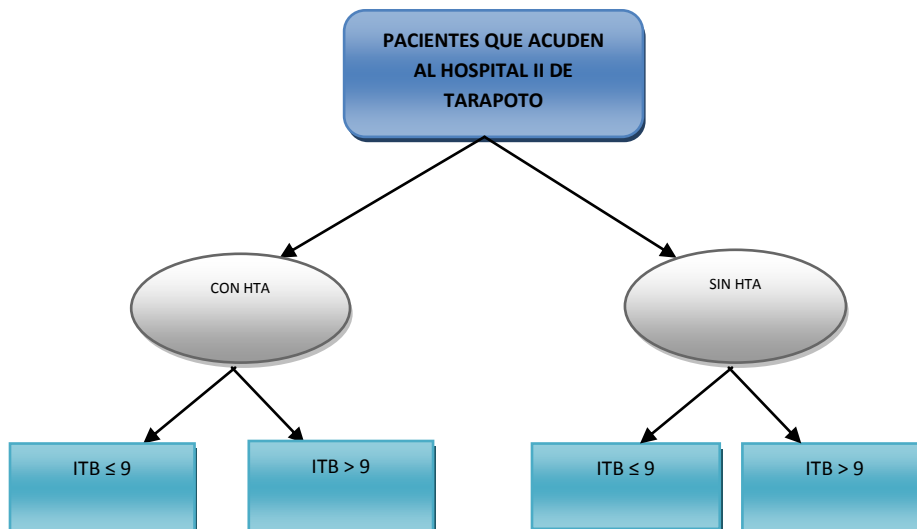 PACIENTES QUE ACUDEN
AL HOSPITAL II DE
TARAPOTO
CON HTA
SIN HTA
ITB ≤ 9
ITB > 9
ITB ≤ 9
ITB > 9